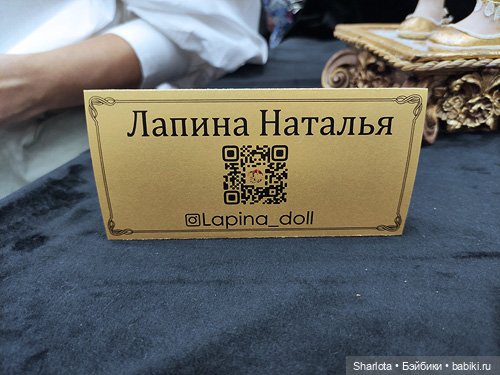 Лапина Наталья
@Lapina_doll
Sharlota • Бэйбики • babiki.ru